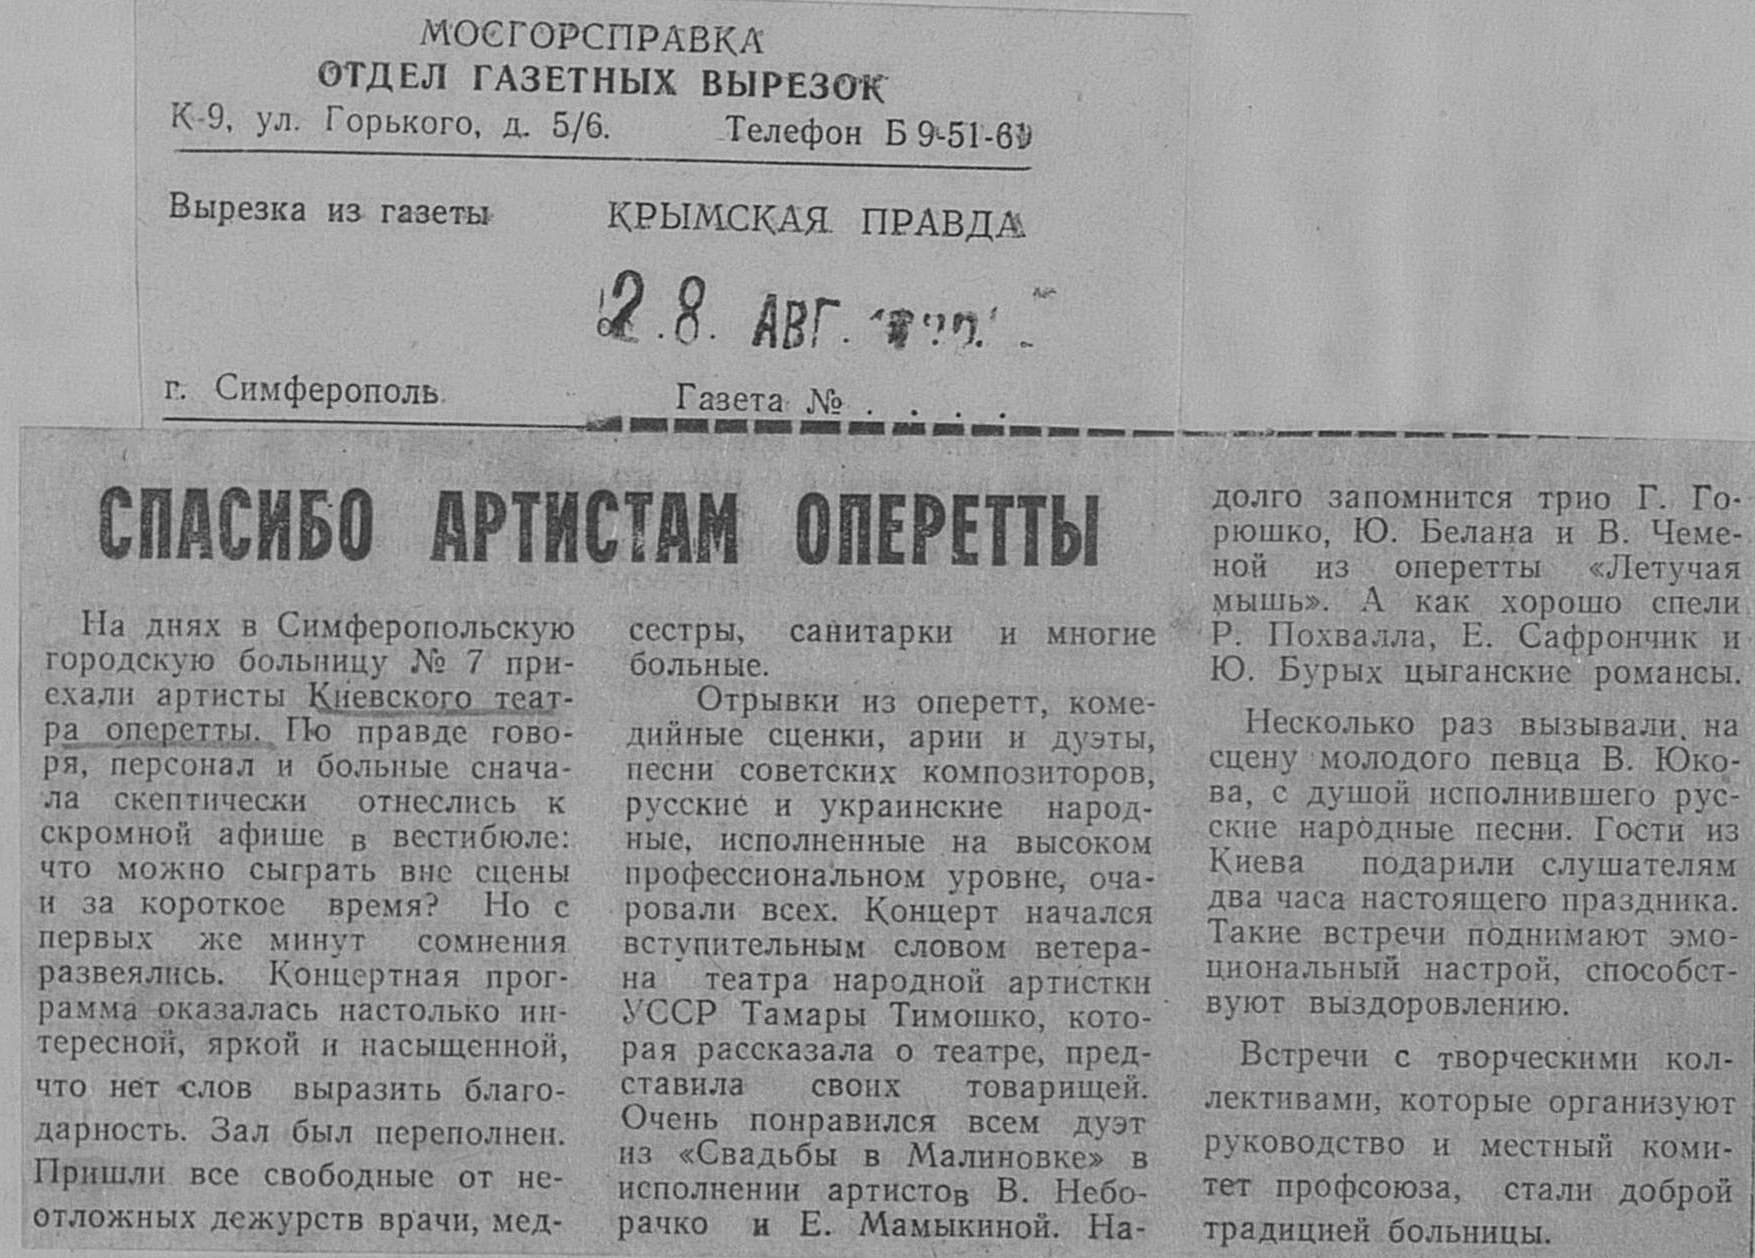 МОСГОРСПРАВКА
ОТДЕЛ ГАЗЕТНЫХ ВЫРЕЗОК
К-9, ул. Горького, д. 5/6. Телефон Б 9-51-61
Вырезка из газеты КРЫМСКАЯ ПРАВДА
28. АВГ.
г. Симферополь Газета № . . . .
СПАСИБО АРТИСТАМ ОПЕРЕТТЫ
На днях в Симферопольскую
городскую больницу № 7 при-
ехали артисты Киевского теат-
ра оперетты. По правде гово-
ря, персонал и больные снача-
ла скептически отнеслись к
скромной афише в вестибюле:
что можно сыграть вне сцены
и за короткое время? Но с
первых же минут сомнения
развеялись. Концертная прог-
рамма оказалась настолько ин-
тересной, яркой и насыщенной,
что нет слов выразить благо-
дарность. Зал был переполнен.
Пришли все свободные от не-
отложных дежурств врачи, мед-
сестры, санитарки и многие
больные.
Отрывки из оперетт, коме-
дийные сценки, арии и дуэты,
песни советских композиторов,
русские и украинские народ-
ные, исполненные на высоком
профессиональном уровне, оча-
ровали всех. Концерт начался
вступительным словом ветера-
на театра народной артистки
УССР Тамары Тимошко, кото-
рая рассказала о театре, пред-
ставила своих товарищей.
Очень понравился всем дуэт
из «Свадьбы в Малиновке» в
исполнении артистов В. Небо-
рачко и Е. Мамыкиной. На-
долго запомнится трио Г. Го-
рюшко, Ю. Белана и В. Чеме-
ной из оперетты «Летучая
мышь». А как хорошо спели
Р. Похвалла, Е. Сафрончик и
Ю. Бурых цыганские романсы.
Несколько раз вызывали на
сцену молодого певца В. Юко-
ва, с душой исполнившего рус-
ские народные песни. Гости из
Киева подарили слушателям
два часа настоящего праздника.
Такие встречи поднимают эмо-
циональный настрой, способст-
вуют выздоровлению.
Встречи с творческими кол-
лективами, которые организуют
руководство и местный коми-
тет профсоюза, стали доброй
традицией больницы.